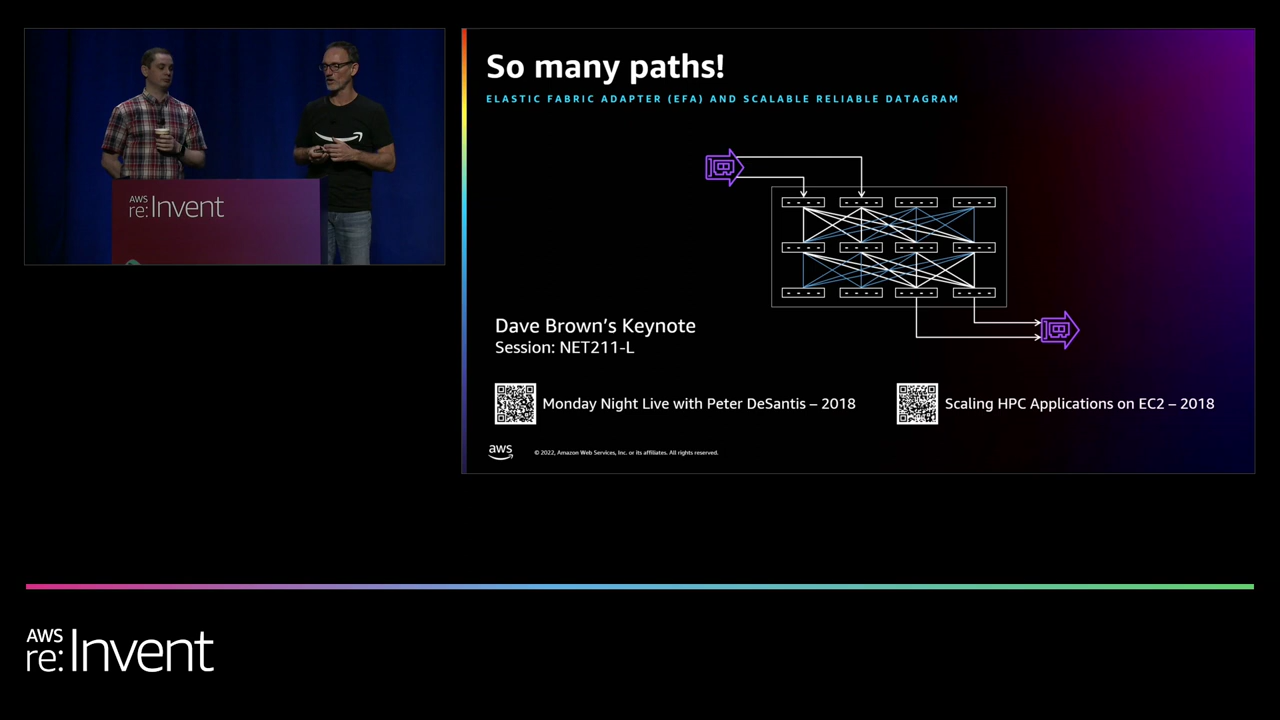 AWS
re:Invent
So many paths!
ELASTIC FABRIC ADAPTER (EFA) AND SCALABLE RELIABLE DATAGRAM
Dave Brown’s Keynote
Session: NET211-L
Monday Night Live with Peter DeSantis – 2018
Scaling HPC Applications on EC2 – 2018
aws
© 2022, Amazon Web Services, Inc. or its affiliates. All rights reserved.
AWS
re:Invent